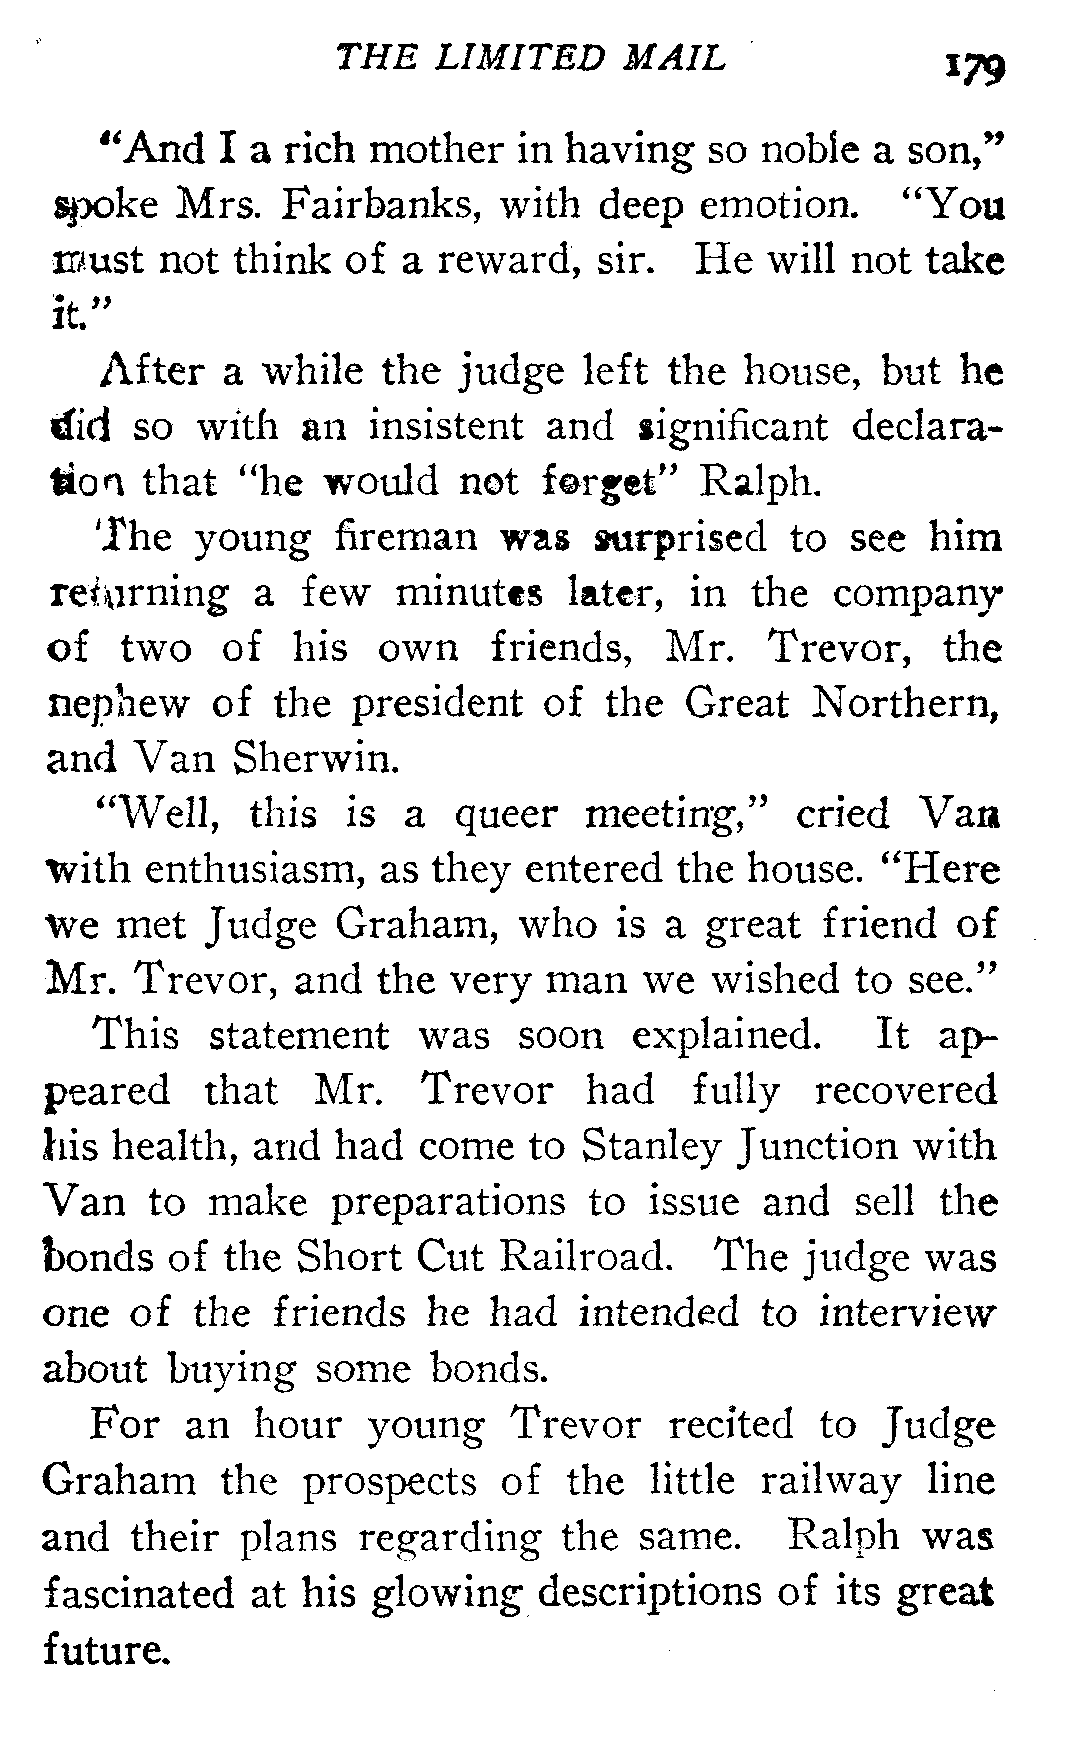 THE LIMITED MAIL 179
"And I a rich mother in having so noble a son,"
spoke Mrs. Fairbanks, with deep emotion. "You
must not think of a reward, sir. He will not take
it."
After a while the judge left the house, but he
did so with an insistent and significant declara-
tion that "he would not forget" Ralph.
The young fireman was surprised to see him
returning a few minutes later, in the company
of two of his own friends, Mr. Trevor, the
nephew of the president of the Great Northern,
and Van Sherwin.
"Well, this is a queer meeting," cried Van
with enthusiasm, as they entered the house. "Here
we met Judge Graham, who is a great friend of
Mr. Trevor, and the very man we wished to see."
This statement was soon explained. It ap-
peared that Mr. Trevor had fully recovered
his health, and had come to Stanley Junction with
Van to make preparations to issue and sell the
bonds of the Short Cut Railroad. The judge was
one of the friends he had intended to interview
about buying some bonds.
For an hour young Trevor recited to Judge
Graham the prospects of the little railway line
and their plans regarding the same. Ralph was
fascinated at his glowing descriptions of its great
future.